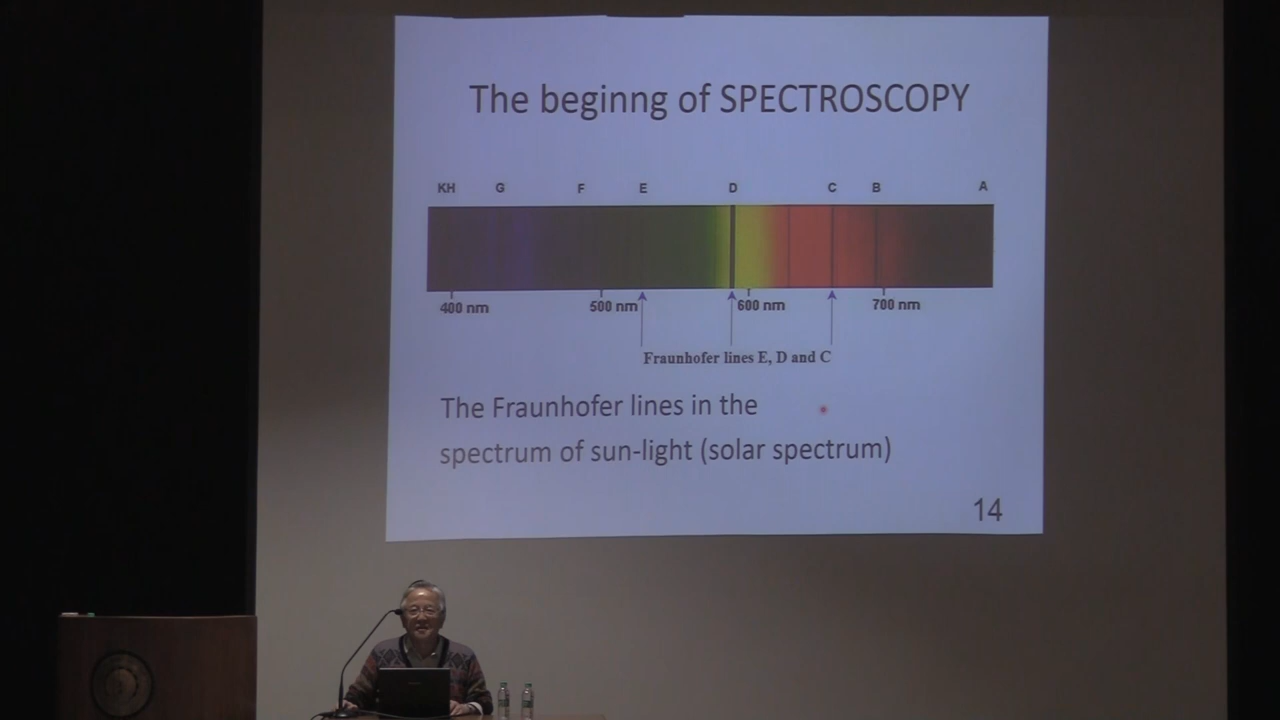 The beginng of SPECTROSCOPY
KH G F E D C B A
400 nm 500 nm 600 nm 700 nm
Fraunhofer lines E, D and C
The Fraunhofer lines in the
spectrum of sun-light (solar spectrum)
14